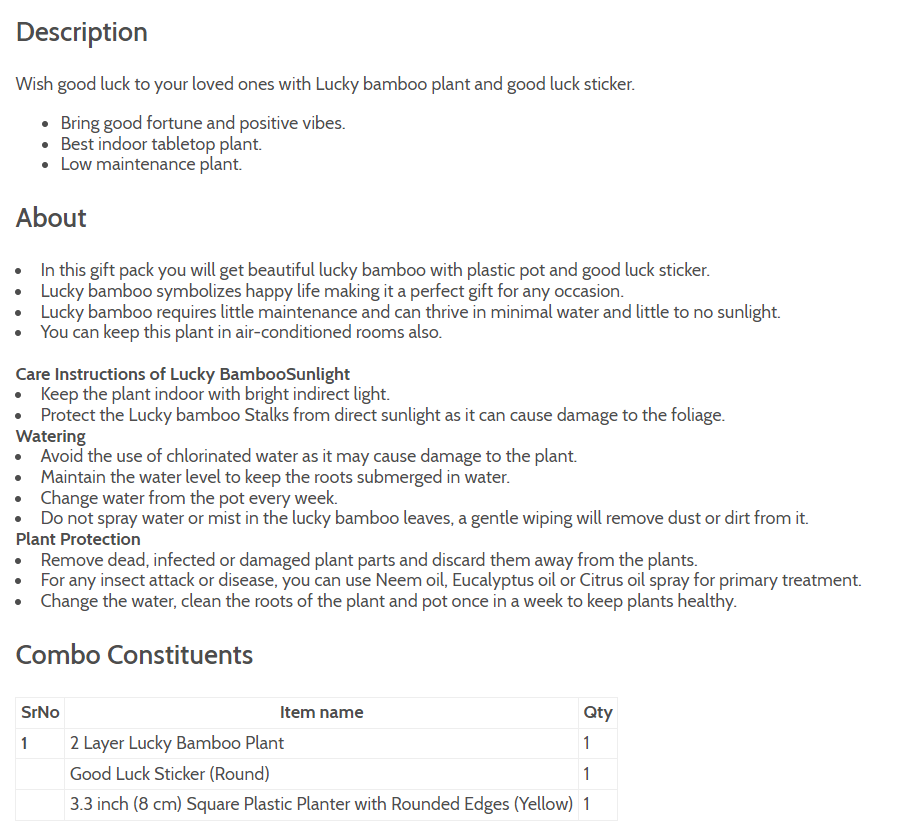 Description
Wish good luck to your loved ones with Lucky bamboo plant and good luck sticker.
• Bring good fortune and positive vibes.
• Best indoor tabletop plant.
• Low maintenance plant.
About
• In this gift pack you will get beautiful lucky bamboo with plastic pot and good luck sticker.
• Lucky bamboo symbolizes happy life making it a perfect gift for any occasion.
• Lucky bamboo requires little maintenance and can thrive in minimal water and little to no sunlight.
• You can keep this plant in air-conditioned rooms also.
Care Instructions of Lucky BambooSunlight
• Keep the plant indoor with bright indirect light.
• Protect the Lucky bamboo Stalks from direct sunlight as it can cause damage to the foliage.
Watering
• Avoid the use of chlorinated water as it may cause damage to the plant.
• Maintain the water level to keep the roots submerged in water.
• Change water from the pot every week.
• Do not spray water or mist in the lucky bamboo leaves, a gentle wiping will remove dust or dirt from it.
Plant Protection
• Remove dead, infected or damaged plant parts and discard them away from the plants.
• For any insect attack or disease, you can use Neem oil, Eucalyptus oil or Citrus oil spray for primary treatment.
• Change the water, clean the roots of the plant and pot once in a week to keep plants healthy.
Combo Constituents
SrNo Item name Qty
1 2 Layer Lucky Bamboo Plant 1
Good Luck Sticker (Round) 1
3.3 inch (8 cm) Square Plastic Planter with Rounded Edges (Yellow) 1